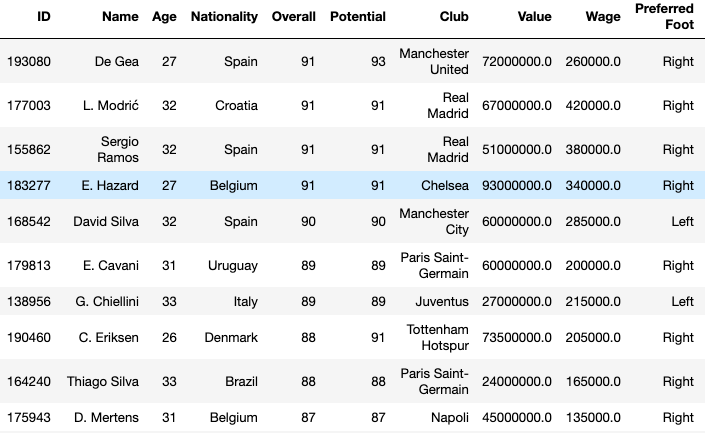 ID Name Age Nationality Overall Potential Club Value Wage Preferred Foot
193080 De Gea 27 Spain 91 93 Manchester United 72000000.0 260000.0 Right
177003 L. Modrić 32 Croatia 91 91 Real Madrid 67000000.0 420000.0 Right
155862 Sergio Ramos 32 Spain 91 91 Real Madrid 51000000.0 380000.0 Right
183277 E. Hazard 27 Belgium 91 91 Chelsea 93000000.0 340000.0 Right
168542 David Silva 32 Spain 90 90 Manchester City 60000000.0 285000.0 Left
179813 E. Cavani 31 Uruguay 89 89 Paris Saint-Germain 60000000.0 200000.0 Right
138956 G. Chiellini 33 Italy 89 89 Juventus 27000000.0 215000.0 Left
190460 C. Eriksen 26 Denmark 88 91 Tottenham Hotspur 73500000.0 205000.0 Right
164240 Thiago Silva 33 Brazil 88 88 Paris Saint-Germain 24000000.0 165000.0 Right
175943 D. Mertens 31 Belgium 87 87 Napoli 45000000.0 135000.0 Right